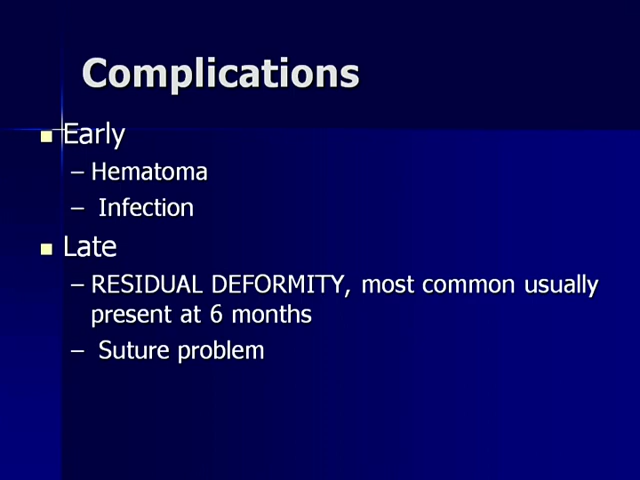 Complications
Early
– Hematoma
– Infection
Late
– RESIDUAL DEFORMITY, most common usually
present at 6 months
– Suture problem